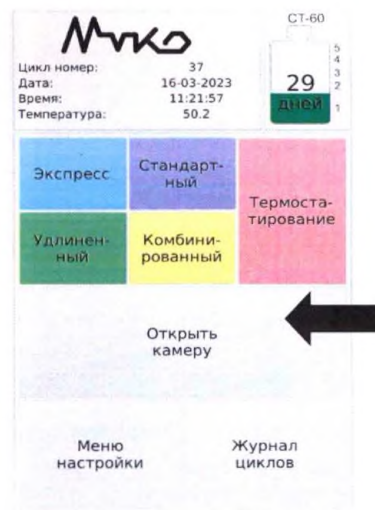 СТ-60
Муко
Цикл номер: 37
Дата: 16-03-2023
Время: 11:21:57
Температура: 50.2
29
дней
5
4
3
2
1
Экспресс
Стандарт-
ный
Термоста-
тирование
Удлинен-
ный
Комбини-
рованный
Открыть
камеру
Меню
настройки
Журнал
циклов